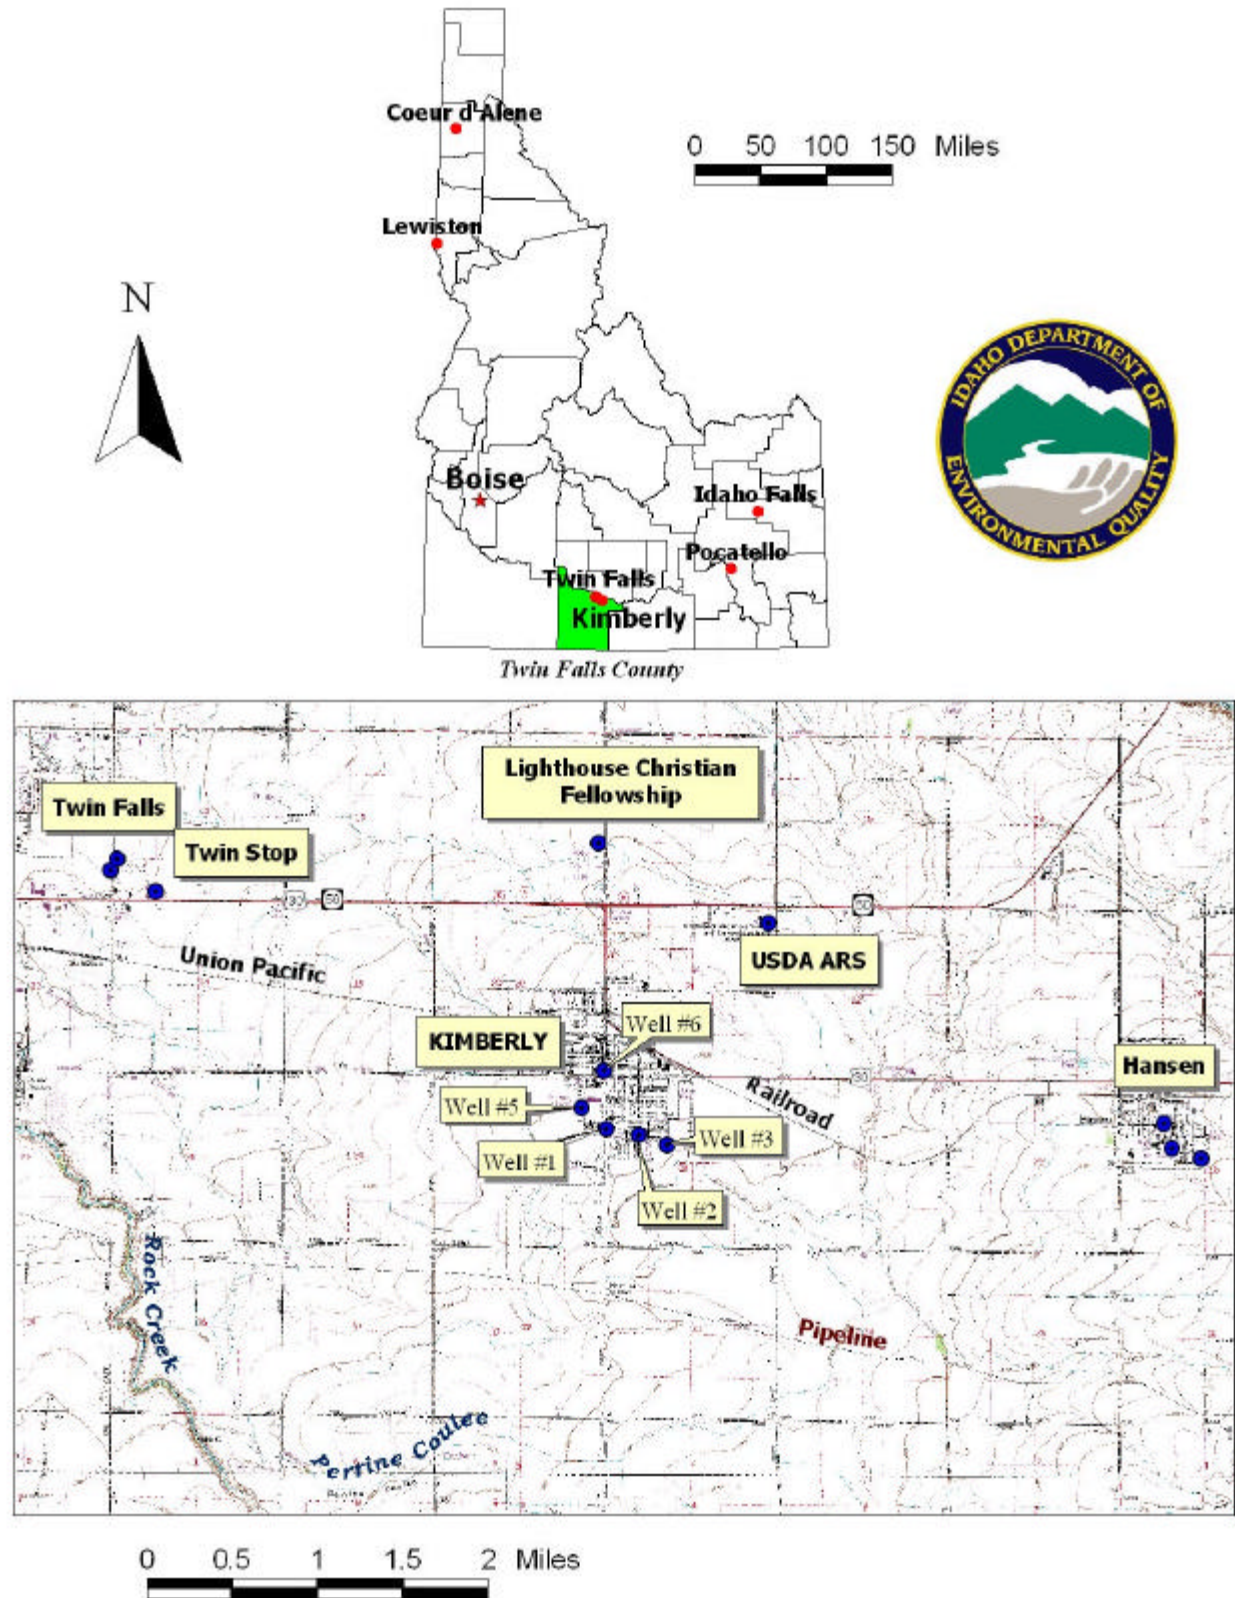 Coeur d'Alene
0 50 100 150 Miles
Lewiston
N
IDAHO DEPARTMENT OF
ENVIRONMENTAL QUALITY
Boise
Idaho Falls
Pocatello
Twin Falls
Kimberly
Twin Falls County
Lighthouse Christian
Fellowship
Twin Falls
Twin Stop
30
50
50
USDA ARS
Union Pacific
Well #6
KIMBERLY
Hansen
30
Railroad
Well #5
Well #3
Well #1
Well #2
Rock Creek
Pipeline
Perrine Coulee
0 0.5 1 1.5 2 Miles